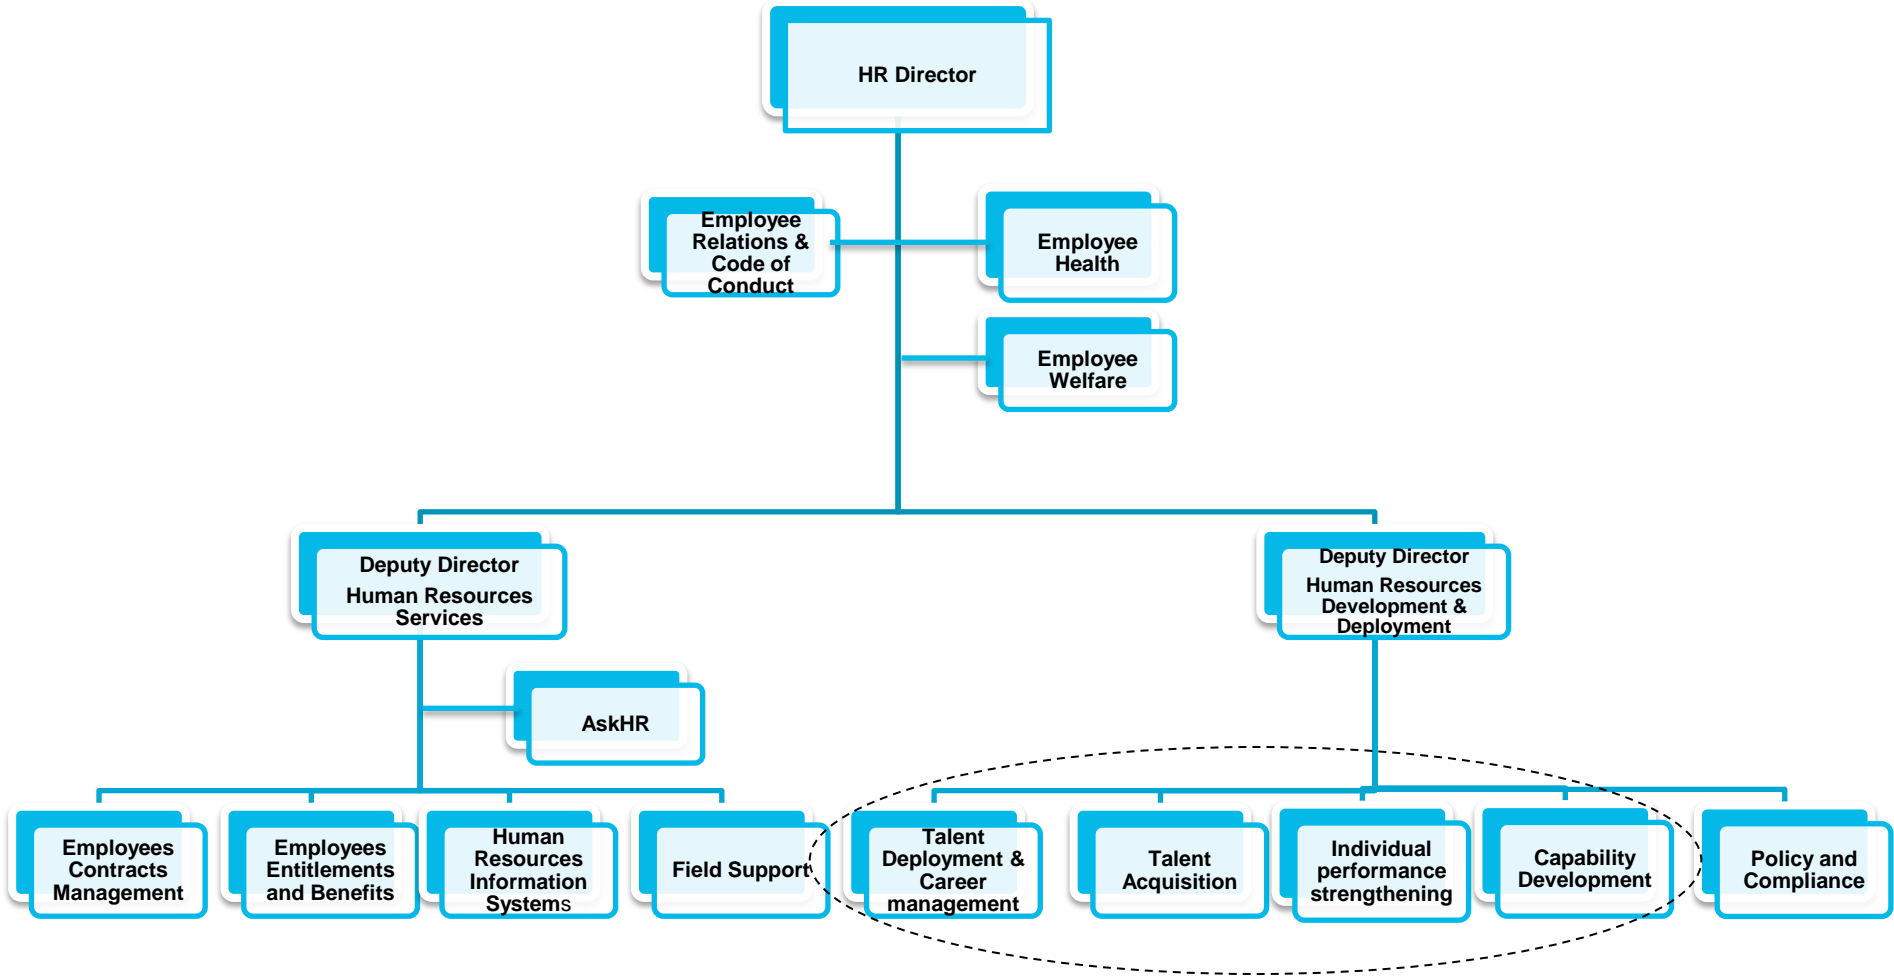 HR Director
Employee
Relations &
Code of
Conduct
Employee
Health
Employee
Welfare
Deputy Director
Human Resources
Services
Deputy Director
Human Resources
Development &
Deployment
AskHR
Employees
Contracts
Management
Employees
Entitlements
and Benefits
Human
Resources
Information
Systems
Field Support
Talent
Deployment &
Career
management
Talent
Acquisition
Individual
performance
strengthening
Capability
Development
Policy and
Compliance